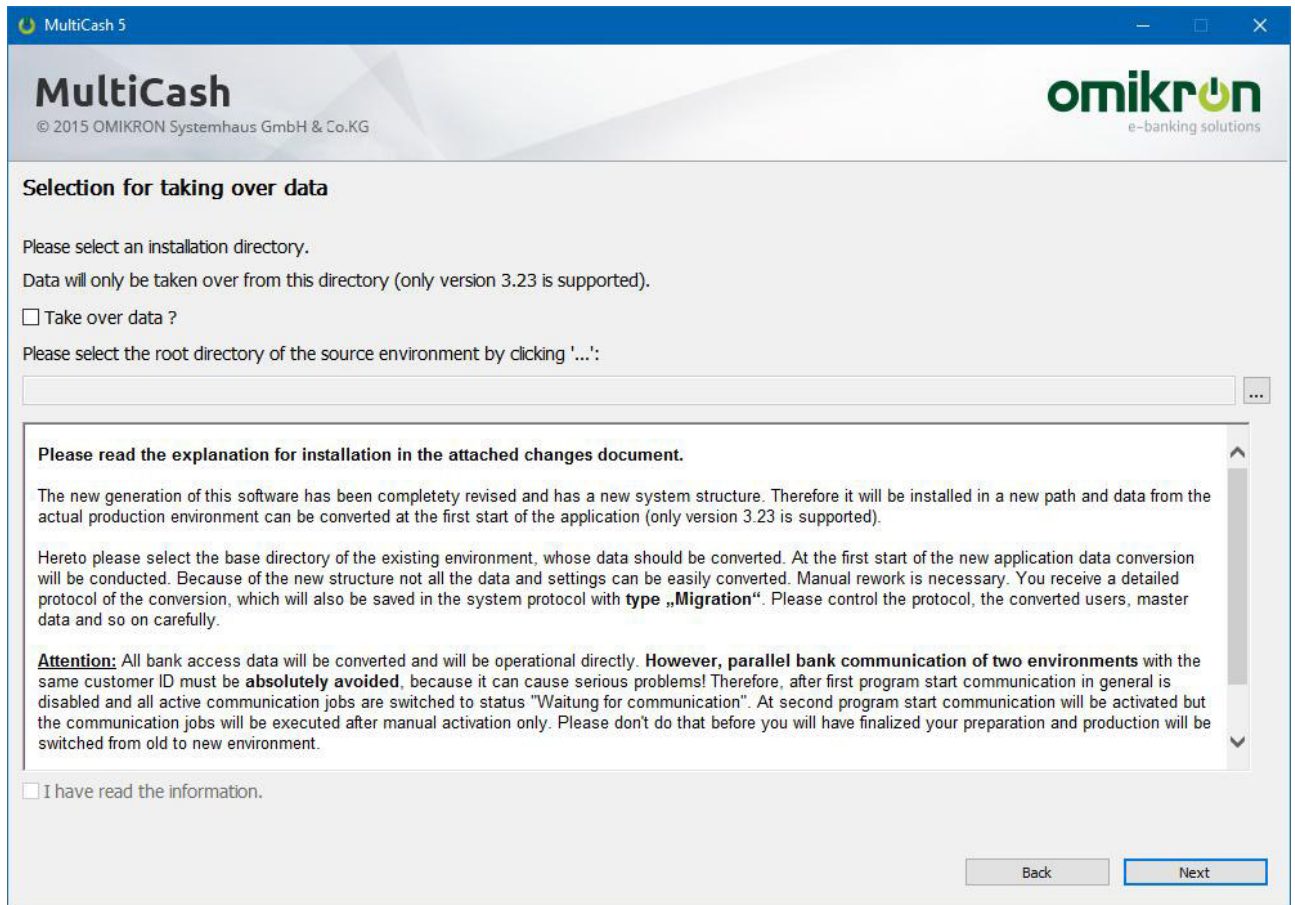 MultiCash 5
MultiCash
© 2015 OMIKRON Systemhaus GmbH & Co.KG
omikron
e-banking solutions
Selection for taking over data
Please select an installation directory.
Data will only be taken over from this directory (only version 3.23 is supported).
Take over data ?
Please select the root directory of the source environment by clicking '...':
...
Please read the explanation for installation in the attached changes document.
The new generation of this software has been completety revised and has a new system structure. Therefore it will be installed in a new path and data from the
actual production environment can be converted at the first start of the application (only version 3.23 is supported).
Hereto please select the base directory of the existing environment, whose data should be converted. At the first start of the new application data conversion
will be conducted. Because of the new structure not all the data and settings can be easily converted. Manual rework is necessary. You receive a detailed
protocol of the conversion, which will also be saved in the system protocol with type „Migration“. Please control the protocol, the converted users, master
data and so on carefully.
Attention: All bank access data will be converted and will be operational directly. However, parallel bank communication of two environments with the
same customer ID must be absolutely avoided, because it can cause serious problems! Therefore, after first program start communication in general is
disabled and all active communication jobs are switched to status "Waitung for communication". At second program start communication will be activated but
the communication jobs will be executed after manual activation only. Please don't do that before you will have finalized your preparation and production will be
switched from old to new environment.
I have read the information.
Back
Next